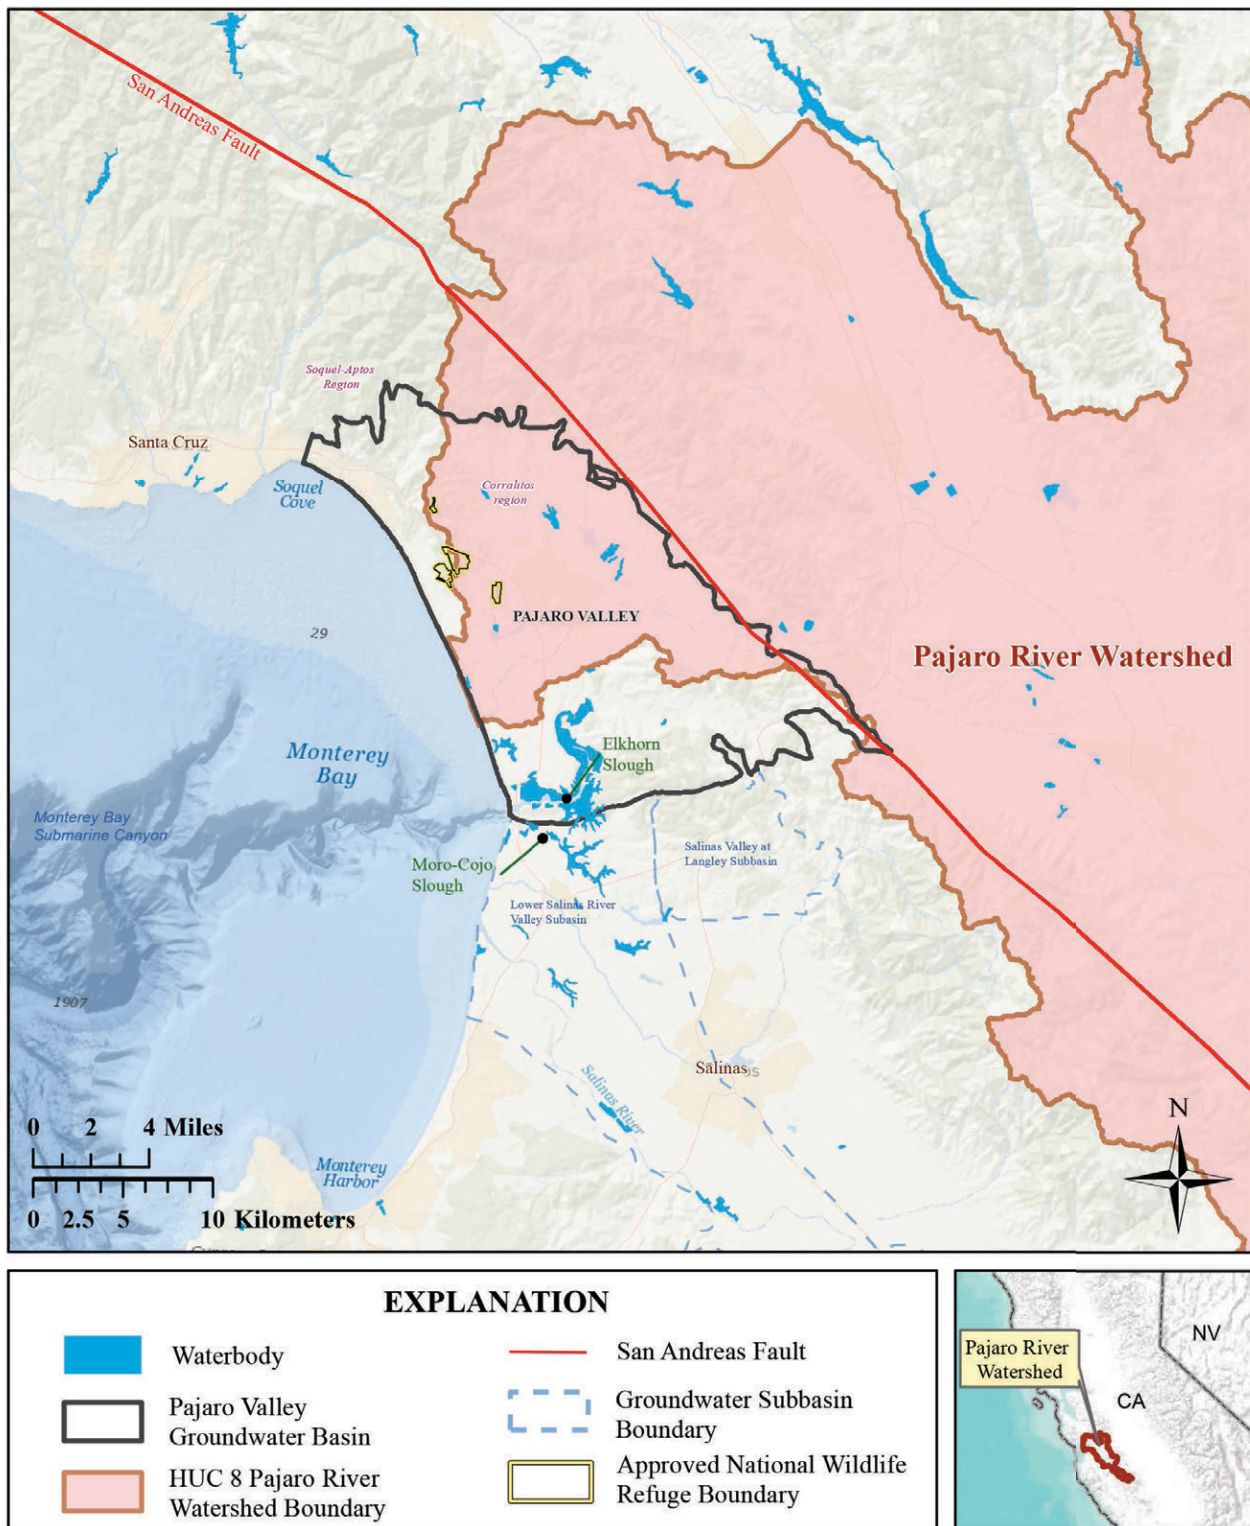 San Andreas Fault
Soquel-Aptos
Region
Santa Cruz
Soquel
Cove
Corralitos
region
29
PAJARO VALLEY
Pajaro River Watershed
Monterey
Bay
Elkhorn
Slough
Monterey Bay
Submarine Canyon
Moro-Cojo
Slough
Salinas Valley at
Langley Subbasin
Lower Salinas River
Valley Subasin
1907
Salinas
Salinas River
N
0 2 4 Miles
Monterey
Harbor
0 2.5 5 10 Kilometers
EXPLANATION
Waterbody
Pajaro Valley
Groundwater Basin
HUC 8 Pajaro River
Watershed Boundary
San Andreas Fault
Groundwater Subbasin
Boundary
Approved National Wildlife
Refuge Boundary
Pajaro River
Watershed
NV
CA